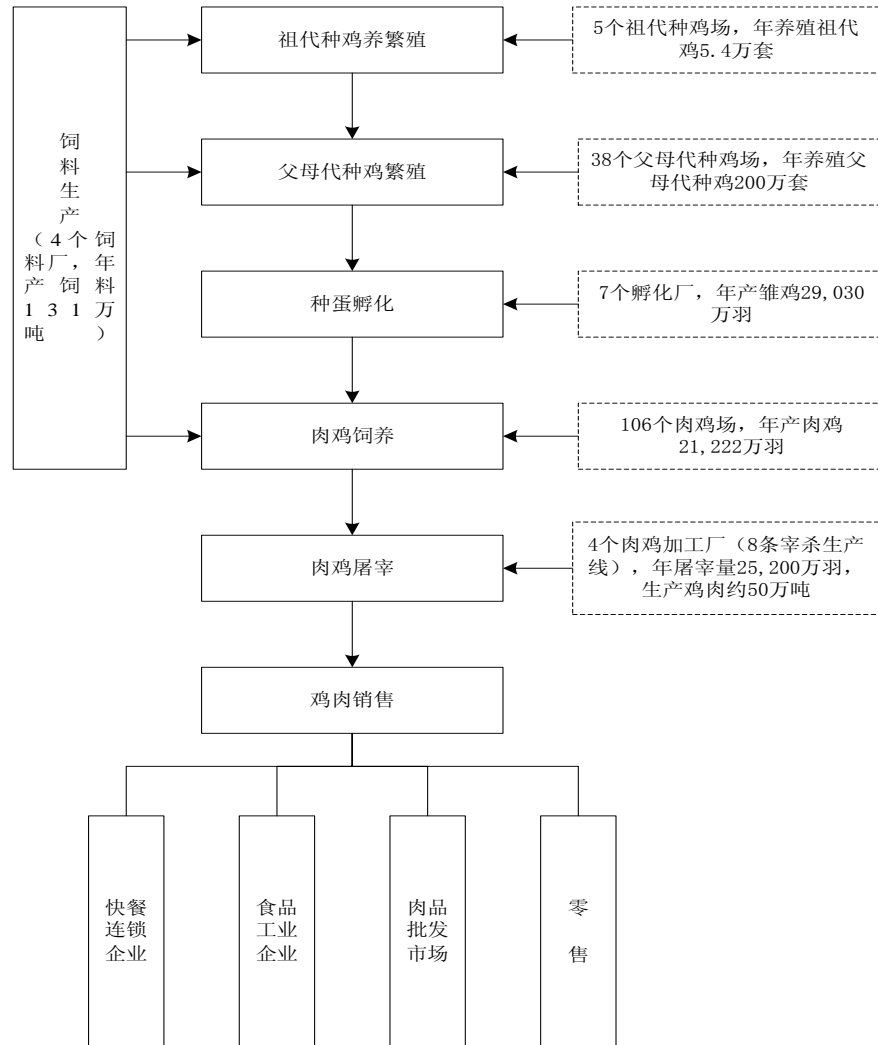 祖代种鸡养繁殖
5个祖代种鸡场，年养殖祖代
鸡5.4万套
饲
料
生
产
（4个饲
料厂，年
产饲料
131万
吨）
父母代种鸡繁殖
38个父母代种鸡场，年养殖父
母代种鸡200万套
种蛋孵化
7个孵化厂，年产雏鸡29,030
万羽
肉鸡饲养
106个肉鸡场，年产肉鸡
21,222万羽
肉鸡屠宰
4个肉鸡加工厂（8条宰杀生产
线），年屠宰量25,200万羽，
生产鸡肉约50万吨
鸡肉销售
快餐
连锁
企业
食品
工业
企业
肉品
批发
市场
零
售